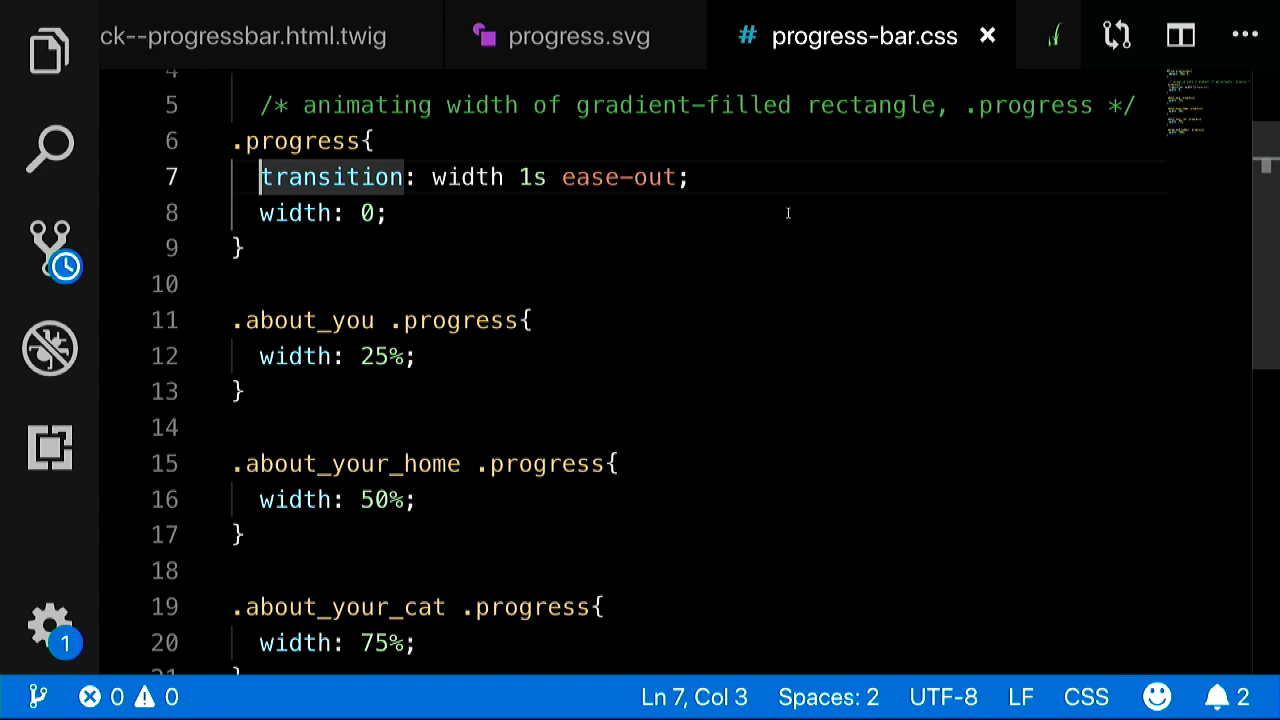 ck--progressbar.html.twig progress.svg # progress-bar.css
4
5 /* animating width of gradient-filled rectangle, .progress */
6 .progress{
7 transition: width 1s ease-out;
8 width: 0;
9 }
10
11 .about_you .progress{
12 width: 25%;
13 }
14
15 .about_your_home .progress{
16 width: 50%;
17 }
18
19 .about_your_cat .progress{
20 width: 75%;
21 }
1
0 0 Ln 7, Col 3 Spaces: 2 UTF-8 LF CSS 2